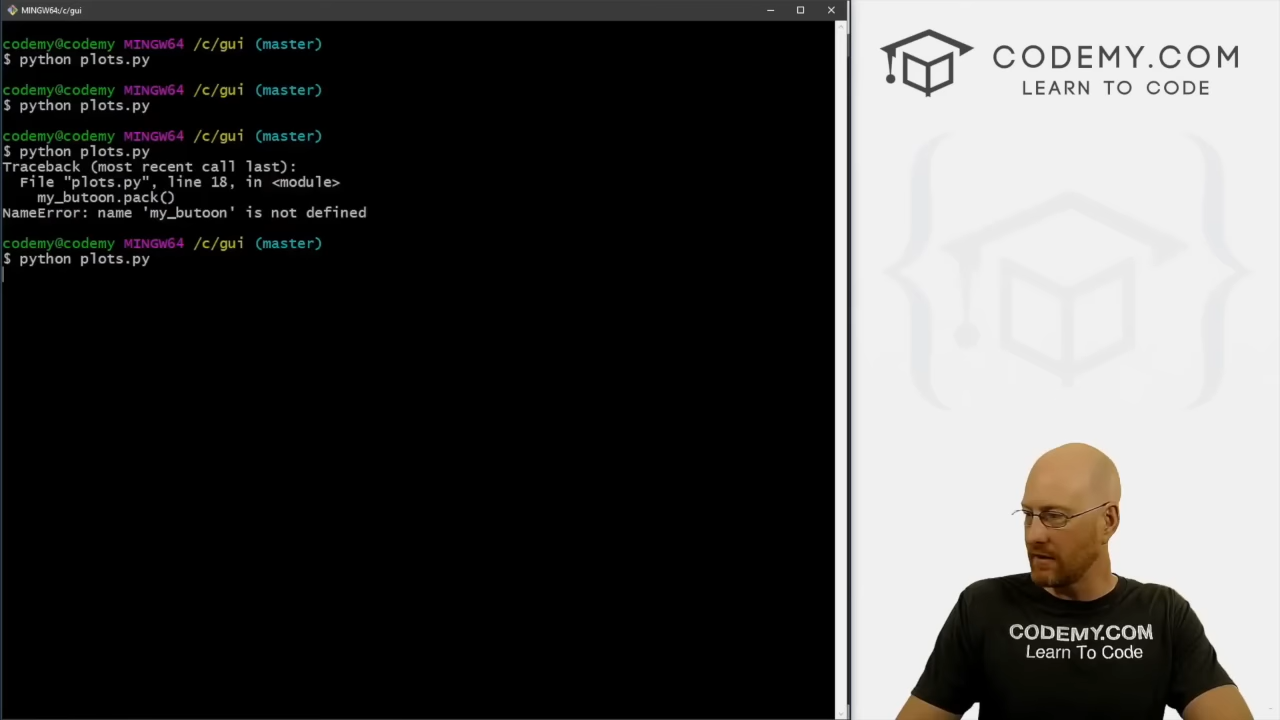 MINGW64:/c/gui
codemy@codemy MINGW64 /c/gui (master)
$ python plots.py
codemy@codemy MINGW64 /c/gui (master)
$ python plots.py
codemy@codemy MINGW64 /c/gui (master)
$ python plots.py
Traceback (most recent call last):
File "plots.py", line 18, in <module>
my_butoon.pack()
NameError: name 'my_butoon' is not defined
codemy@codemy MINGW64 /c/gui (master)
$ python plots.py
CODEMY.COM
LEARN TO CODE
CODEMY.COM
Learn To Code